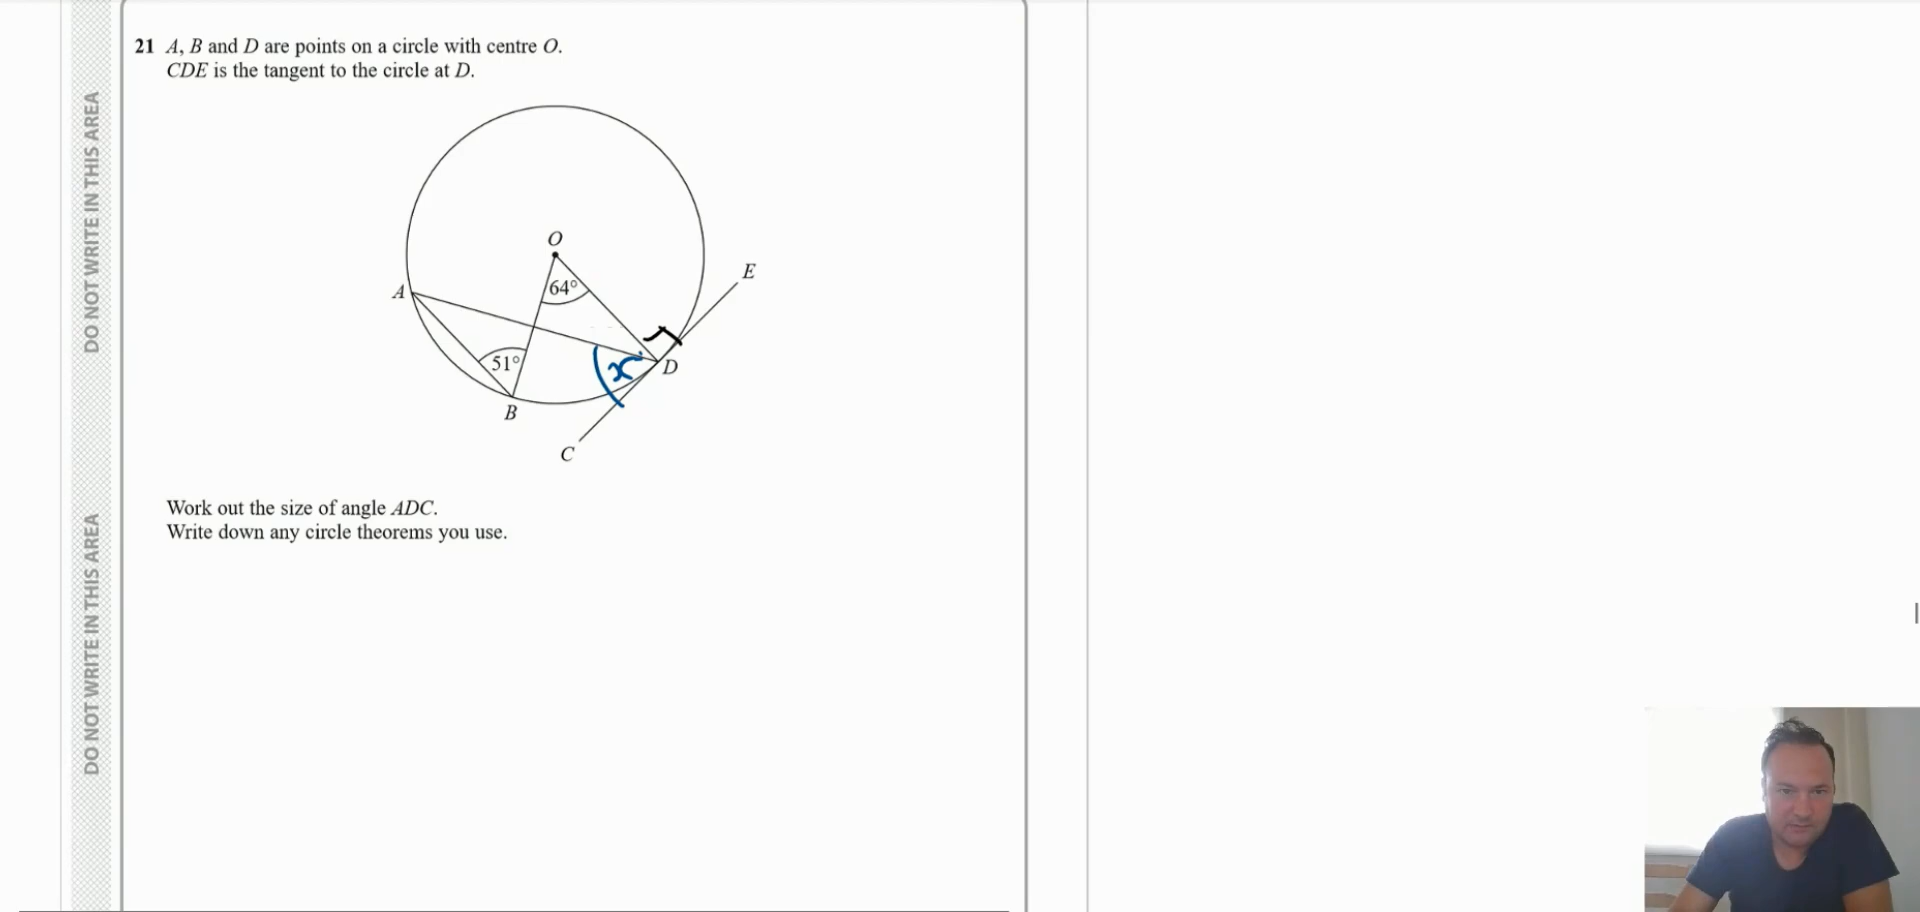 21 A, B and D are points on a circle with centre O.
CDE is the tangent to the circle at D.
O
E
A
64°
51°
x
D
B
C
Work out the size of angle ADC.
Write down any circle theorems you use.
DO NOT WRITE IN THIS AREA
DO NOT WRITE IN THIS AREA